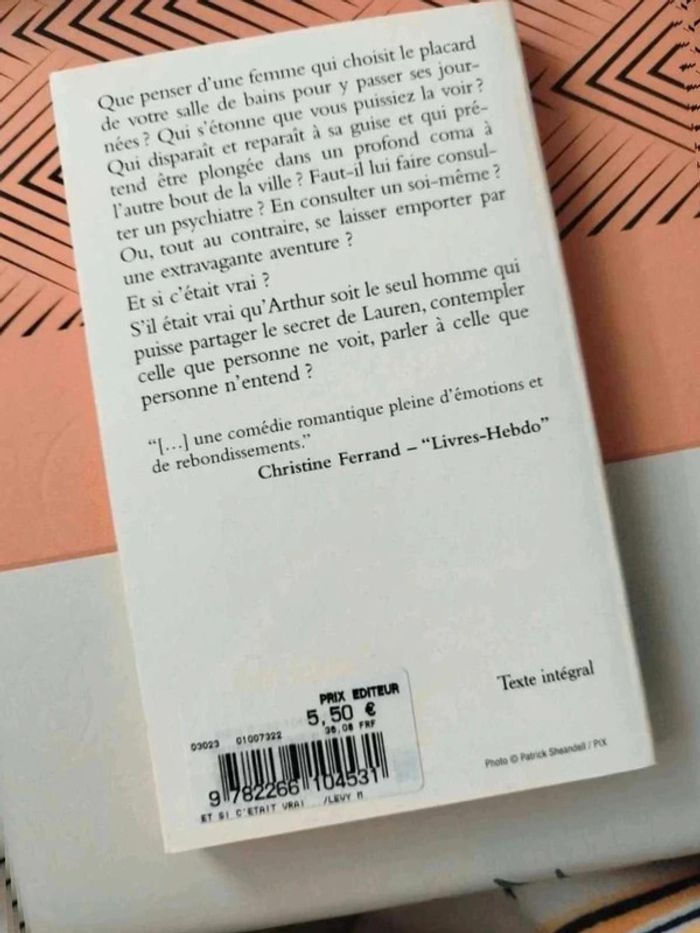 Que penser d'une femme qui choisit le placard
de votre salle de bains pour y passer ses jour-
nées ? Qui s'étonne que vous puissiez la voir ?
Qui disparaît et reparaît à sa guise et qui pré-
tend être plongée dans un profond coma à
l'autre bout de la ville ? Faut-il lui faire consul-
ter un psychiatre ? En consulter un soi-même ?
Ou, tout au contraire, se laisser emporter par
une extravagante aventure ?
Et si c'était vrai ?
S'il était vrai qu'Arthur soit le seul homme qui
puisse partager le secret de Lauren, contempler
celle que personne ne voit, parler à celle que
personne n'entend ?
“[…] une comédie romantique pleine d'émotions et
de rebondissements.”
Christine Ferrand – “Livres-Hebdo”
Texte intégral
PRIX EDITEUR
5,50 €
36,08 FRF
03023 01007322
9 782266 104531
ET SI C'ETAIT VRAI /LEVY M
Photo © Patrick Sheandell / PIX